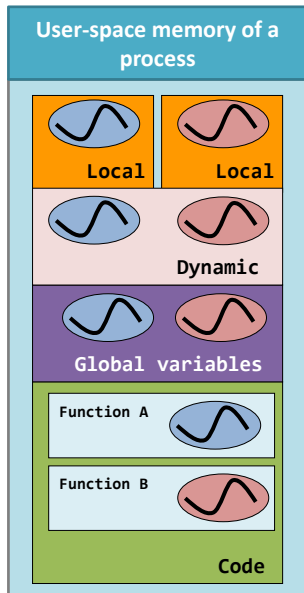 User-space memory of a
process
Local
Local
Dynamic
Global variables
Function A
Function B
Code